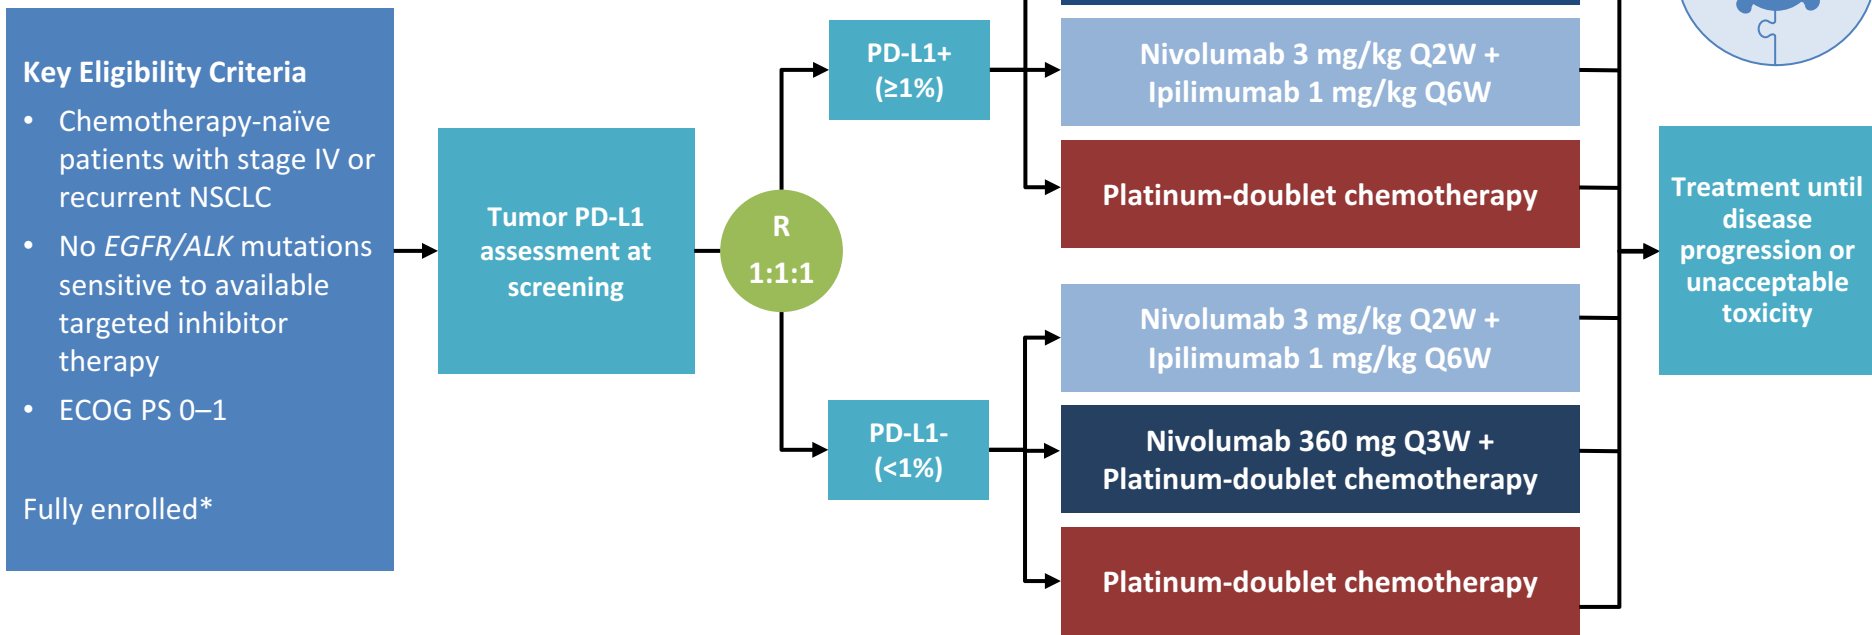 Key Eligibility Criteria
• Chemotherapy-naïve
patients with stage IV or
recurrent NSCLC
• No EGFR/ALK mutations
sensitive to available
targeted inhibitor
therapy
• ECOG PS 0–1
Fully enrolled*
Tumor PD-L1
assessment at
screening
R
1:1:1
PD-L1+
(≥1%)
Nivolumab 3 mg/kg Q2W +
Ipilimumab 1 mg/kg Q6W
Platinum-doublet chemotherapy
PD-L1-
(<1%)
Nivolumab 3 mg/kg Q2W +
Ipilimumab 1 mg/kg Q6W
Nivolumab 360 mg Q3W +
Platinum-doublet chemotherapy
Platinum-doublet chemotherapy
Treatment until
disease
progression or
unacceptable
toxicity